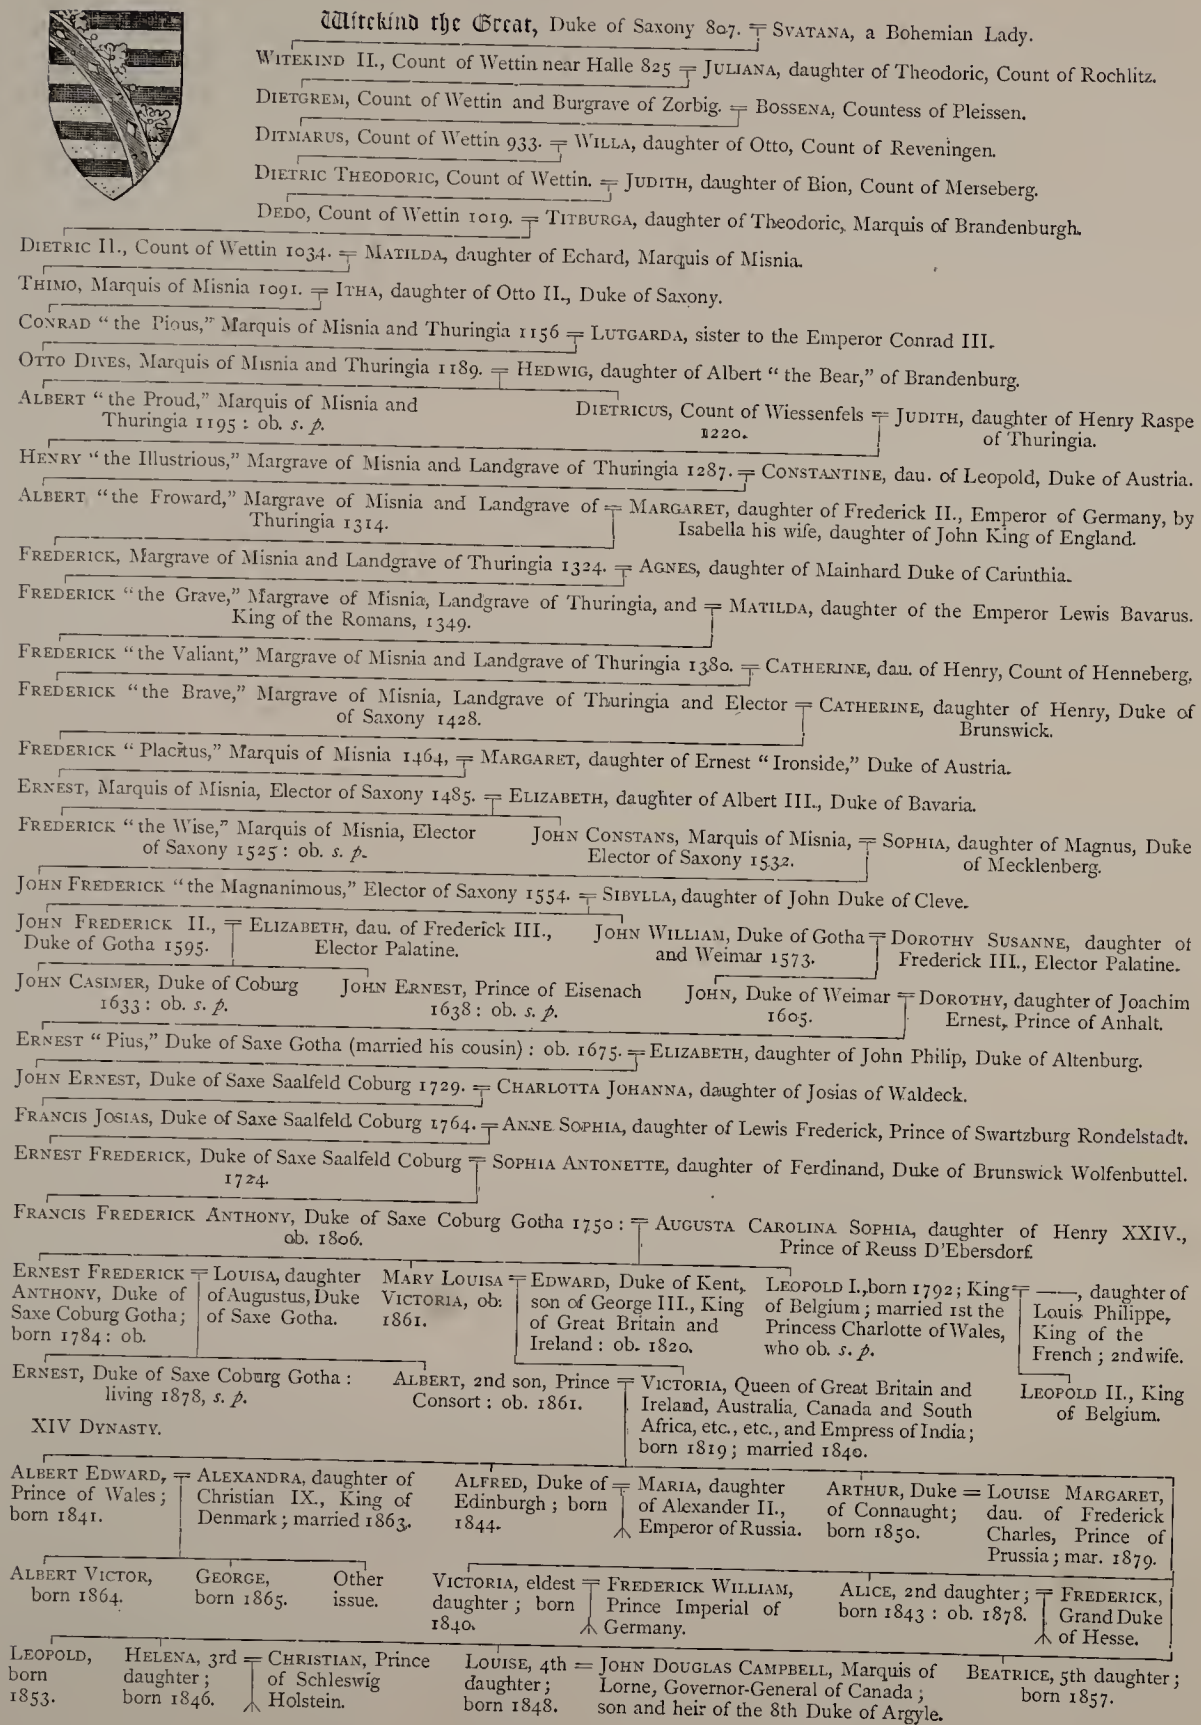 Witekind the Great, Duke of Saxony 807. = SVATANA, a Bohemian Lady.
WITEKIND II., Count of Wettin near Halle 825 = JULIANA, daughter of Theodoric, Count of Rochlitz.
DIETGREM, Count of Wettin and Burgrave of Zorbig. = BOSSENA, Countess of Pleissen.
DITMARUS, Count of Wettin 933. = WILLA, daughter of Otto, Count of Reveningen.
DIETRIC THEODORIC, Count of Wettin. = JUDITH, daughter of Bion, Count of Merseberg.
DEDO, Count of Wettin 1019. = TITBURGA, daughter of Theodoric, Marquis of Brandenburgh.
DIETRIC II., Count of Wettin 1034. = MATILDA, daughter of Echard, Marquis of Misnia.
THIMO, Marquis of Misnia 1091. = ITHA, daughter of Otto II., Duke of Saxony.
CONRAD "the Pious," Marquis of Misnia and Thuringia 1156 = LUTGARDA, sister to the Emperor Conrad III.
OTTO DIVES, Marquis of Misnia and Thuringia 1189. = HEDWIG, daughter of Albert "the Bear," of Brandenburg.
ALBERT "the Proud," Marquis of Misnia and
Thuringia 1195 : ob. s. p.
DIETRICUS, Count of Wiessenfels =
1220.
JUDITH, daughter of Henry Raspe
of Thuringia.
HENRY "the Illustrious," Margrave of Misnia and Landgrave of Thuringia 1287. = CONSTANTINE, dau. of Leopold, Duke of Austria.
ALBERT "the Froward," Margrave of Misnia and Landgrave of =
Thuringia 1314.
MARGARET, daughter of Frederick II., Emperor of Germany, by
Isabella his wife, daughter of John King of England.
FREDERICK, Margrave of Misnia and Landgrave of Thuringia 1324. = AGNES, daughter of Mainhard Duke of Carinthia.
FREDERICK "the Grave," Margrave of Misnia, Landgrave of Thuringia, and =
King of the Romans, 1349.
MATILDA, daughter of the Emperor Lewis Bavarus.
FREDERICK "the Valiant," Margrave of Misnia and Landgrave of Thuringia 1380. = CATHERINE, dau. of Henry, Count of Henneberg.
FREDERICK "the Brave," Margrave of Misnia, Landgrave of Thuringia and Elector =
of Saxony 1428.
CATHERINE, daughter of Henry, Duke of
Brunswick.
FREDERICK "Placitus," Marquis of Misnia 1464, = MARGARET, daughter of Ernest "Ironside," Duke of Austria.
ERNEST, Marquis of Misnia, Elector of Saxony 1485. = ELIZABETH, daughter of Albert III., Duke of Bavaria.
FREDERICK "the Wise," Marquis of Misnia, Elector
of Saxony 1525 : ob. s. p.
JOHN CONSTANS, Marquis of Misnia, =
Elector of Saxony 1532.
SOPHIA, daughter of Magnus, Duke
of Mecklenberg.
JOHN FREDERICK "the Magnanimous," Elector of Saxony 1554. = SIBYLLA, daughter of John Duke of Cleve.
JOHN FREDERICK II., =
Duke of Gotha 1595.
ELIZABETH, dau. of Frederick III.,
Elector Palatine.
JOHN WILLIAM, Duke of Gotha =
and Weimar 1573.
DOROTHY SUSANNE, daughter of
Frederick III., Elector Palatine.
JOHN CASIMER, Duke of Coburg
1633 : ob. s. p.
JOHN ERNEST, Prince of Eisenach
1638 : ob. s. p.
JOHN, Duke of Weimar =
1605.
DOROTHY, daughter of Joachim
Ernest, Prince of Anhalt.
ERNEST "Pius," Duke of Saxe Gotha (married his cousin) : ob. 1675. = ELIZABETH, daughter of John Philip, Duke of Altenburg.
JOHN ERNEST, Duke of Saxe Saalfeld Coburg 1729. = CHARLOTTA JOHANNA, daughter of Josias of Waldeck.
FRANCIS JOSIAS, Duke of Saxe Saalfeld Coburg 1764. = ANNE SOPHIA, daughter of Lewis Frederick, Prince of Swartzburg Rondelstadt.
ERNEST FREDERICK, Duke of Saxe Saalfeld Coburg =
1724.
SOPHIA ANTONETTE, daughter of Ferdinand, Duke of Brunswick Wolfenbuttel.
FRANCIS FREDERICK ANTHONY, Duke of Saxe Coburg Gotha 1750 : =
ob. 1806.
AUGUSTA CAROLINA SOPHIA, daughter of Henry XXIV.,
Prince of Reuss D'Ebersdorf.
ERNEST FREDERICK =
ANTHONY, Duke of
Saxe Coburg Gotha;
born 1784 : ob.
LOUISA, daughter
of Augustus, Duke
of Saxe Gotha.
MARY LOUISA =
VICTORIA, ob:
1861.
EDWARD, Duke of Kent,
son of George III., King
of Great Britain and
Ireland : ob. 1820.
LEOPOLD I., born 1792 ; King =
of Belgium ; married 1st the
Princess Charlotte of Wales,
who ob. s. p.
——, daughter of
Louis Philippe,
King of the
French ; 2nd wife.
ERNEST, Duke of Saxe Coburg Gotha :
living 1878, s. p.
ALBERT, 2nd son, Prince =
Consort : ob. 1861.
VICTORIA, Queen of Great Britain and
Ireland, Australia, Canada and South
Africa, etc., etc., and Empress of India ;
born 1819 ; married 1840.
LEOPOLD II., King
of Belgium.
XIV DYNASTY.
ALBERT EDWARD, =
Prince of Wales ;
born 1841.
ALEXANDRA, daughter of
Christian IX., King of
Denmark ; married 1863.
ALFRED, Duke of =
Edinburgh ; born
1844.
MARIA, daughter
of Alexander II.,
Emperor of Russia.
ARTHUR, Duke =
of Connaught ;
born 1850.
LOUISE MARGARET,
dau. of Frederick
Charles, Prince of
Prussia ; mar. 1879.
ALBERT VICTOR,
born 1864.
GEORGE,
born 1865.
Other
issue.
VICTORIA, eldest =
daughter ; born
1840.
FREDERICK WILLIAM,
Prince Imperial of
Germany.
ALICE, 2nd daughter ; =
born 1843 : ob. 1878.
FREDERICK,
Grand Duke
of Hesse.
LEOPOLD,
born
1853.
HELENA, 3rd =
daughter ;
born 1846.
CHRISTIAN, Prince
of Schleswig
Holstein.
LOUISE, 4th =
daughter ;
born 1848.
JOHN DOUGLAS CAMPBELL, Marquis of
Lorne, Governor-General of Canada ;
son and heir of the 8th Duke of Argyle.
BEATRICE, 5th daughter ;
born 1857.